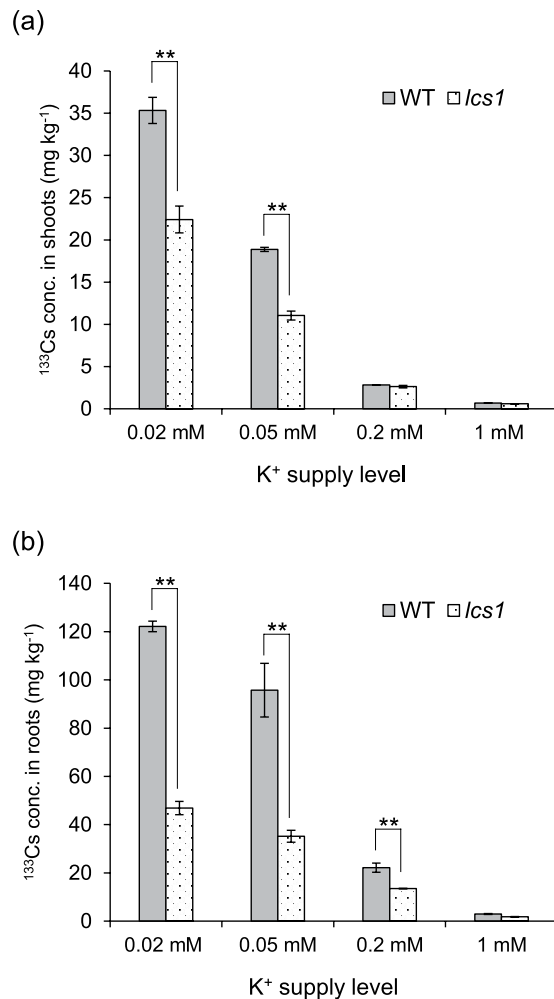 (a)
**
40
35
30
25
20
15
10
5
0
¹³³Cs conc. in shoots (mg kg⁻¹)
WT lcs1
**
0.02 mM 0.05 mM 0.2 mM 1 mM
K⁺ supply level
(b)
140
120
100
80
60
40
20
0
¹³³Cs conc. in roots (mg kg⁻¹)
**
WT lcs1
**
**
0.02 mM 0.05 mM 0.2 mM 1 mM
K⁺ supply level